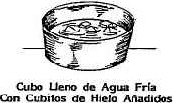 Cubo Lleno de Agua Fría
Con Cubitos de Hielo Añadidos